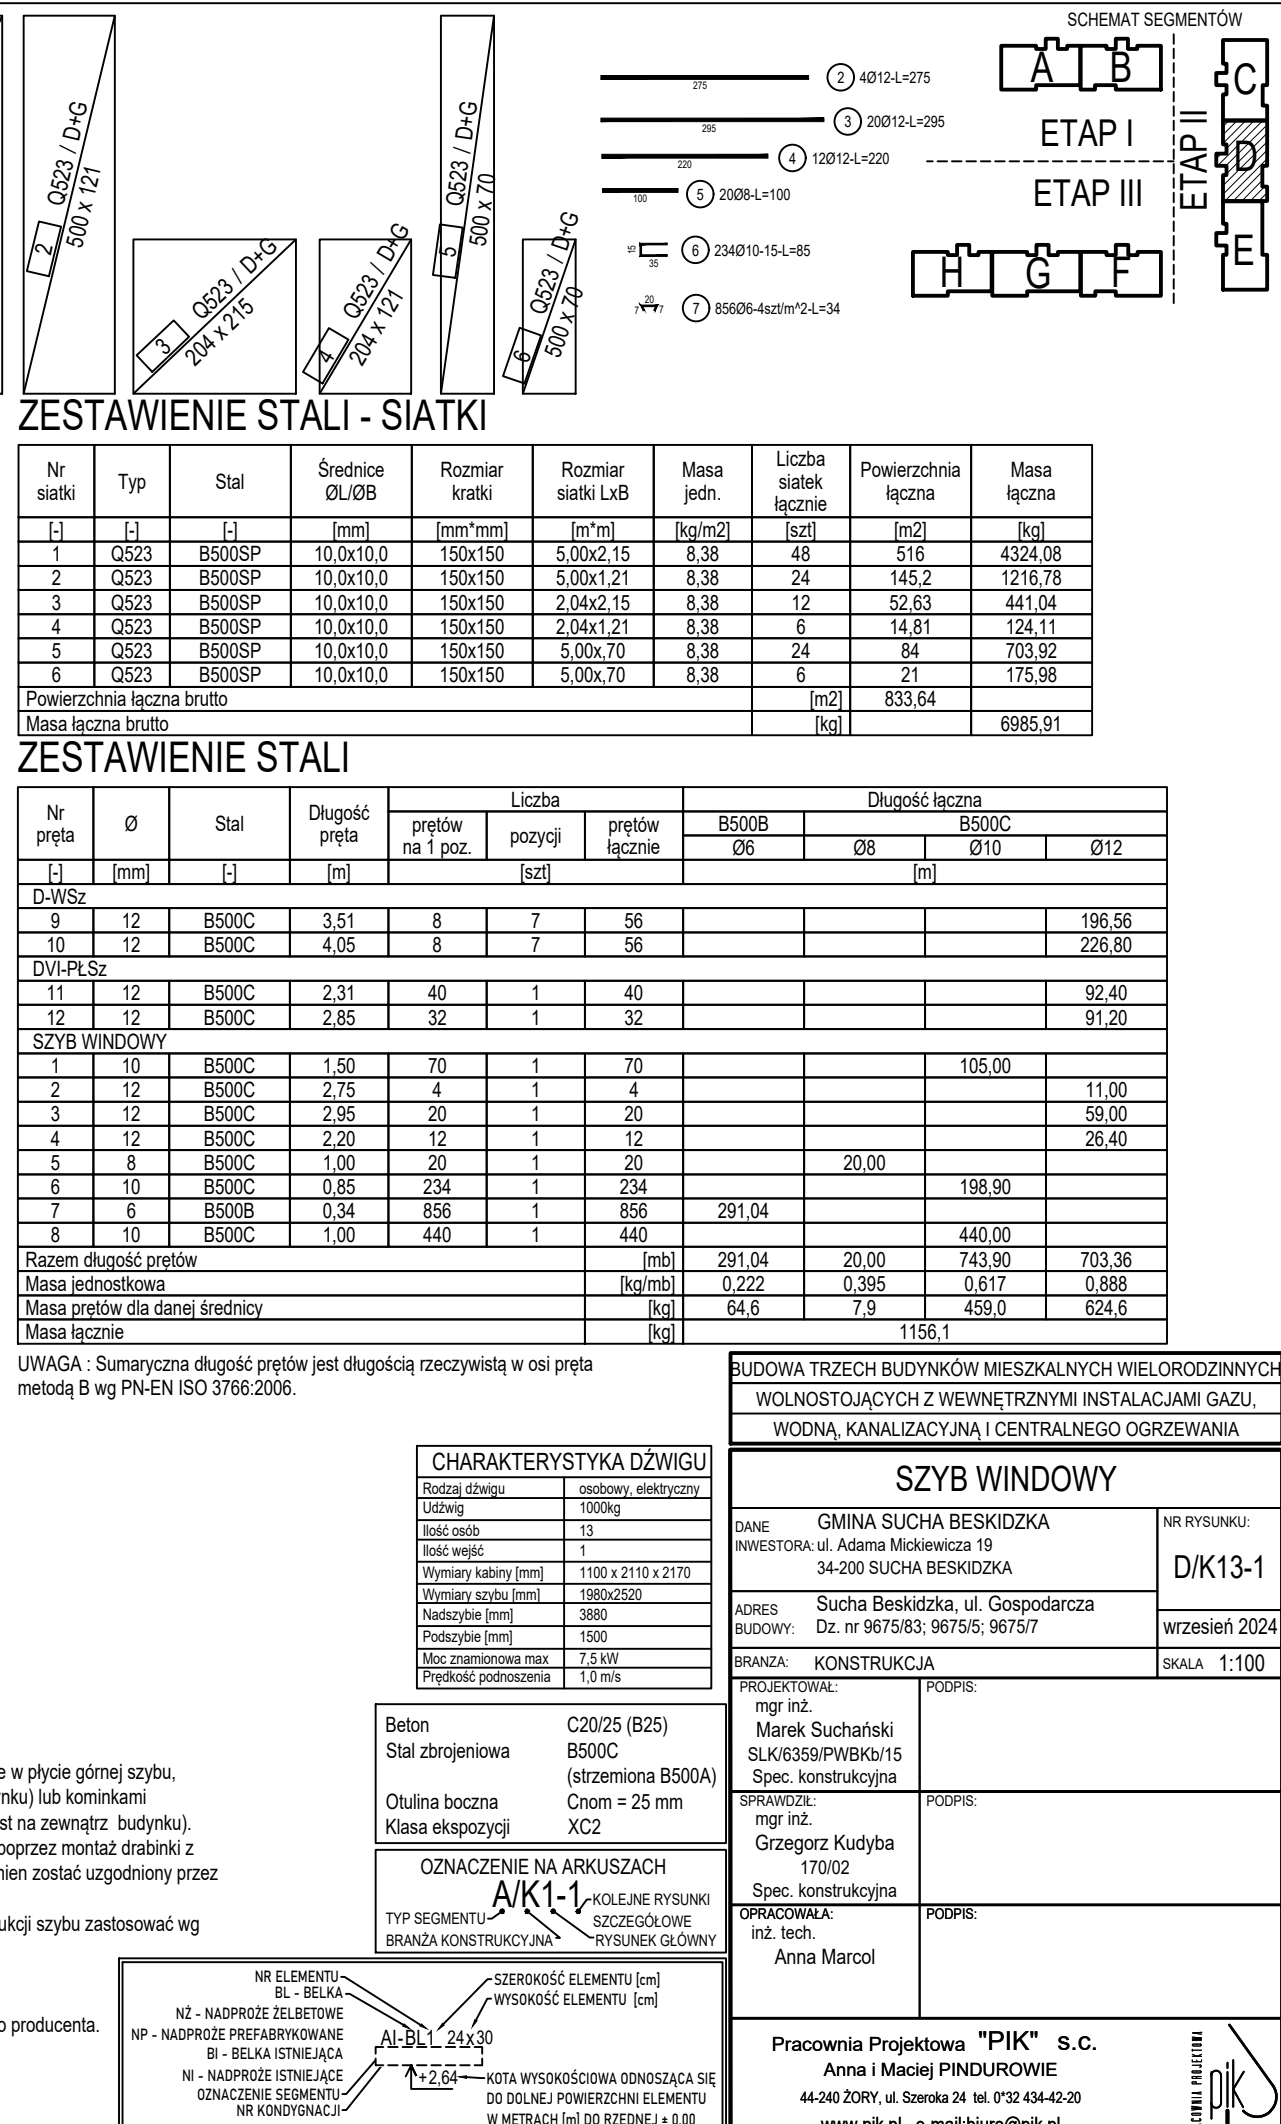 SCHEMAT SEGMENTÓW
A B C D E F G H
ETAP I
ETAP II
ETAP III
2 Q523 / D+G
500 x 121
3 Q523 / D+G
204 x 215
4 Q523 / D+G
204 x 121
5 Q523 / D+G
500 x 70
6 Q523 / D+G
500 x 70
275 2 4Ø12-L=275
295 3 20Ø12-L=295
220 4 12Ø12-L=220
100 5 20Ø8-L=100
15 35 6 234Ø10-15-L=85
7 20 7 7 856Ø6-4szt/m^2-L=34
ZESTAWIENIE STALI - SIATKI
Nr siatki Typ Stal Średnice ØL/ØB Rozmiar kratki Rozmiar siatki LxB Masa jedn. Liczba siatek łącznie Powierzchnia łączna Masa łączna
[-] [-] [-] [mm] [mm*mm] [m*m] [kg/m2] [szt] [m2] [kg]
1 Q523 B500SP 10,0x10,0 150x150 5,00x2,15 8,38 48 516 4324,08
2 Q523 B500SP 10,0x10,0 150x150 5,00x1,21 8,38 24 145,2 1216,78
3 Q523 B500SP 10,0x10,0 150x150 2,04x2,15 8,38 12 52,63 441,04
4 Q523 B500SP 10,0x10,0 150x150 2,04x1,21 8,38 6 14,81 124,11
5 Q523 B500SP 10,0x10,0 150x150 5,00x,70 8,38 24 84 703,92
6 Q523 B500SP 10,0x10,0 150x150 5,00x,70 8,38 6 21 175,98
Powierzchnia łączna brutto [m2] 833,64
Masa łączna brutto [kg] 6985,91
ZESTAWIENIE STALI
Nr pręta Ø Stal Długość pręta Liczba Długość łączna
prętów na 1 poz. pozycji prętów łącznie B500B B500C
Ø6 Ø8 Ø10 Ø12
[-] [mm] [-] [m] [szt] [m]
D-WSz
9 12 B500C 3,51 8 7 56 196,56
10 12 B500C 4,05 8 7 56 226,80
DVI-PŁSz
11 12 B500C 2,31 40 1 40 92,40
12 12 B500C 2,85 32 1 32 91,20
SZYB WINDOWY
1 10 B500C 1,50 70 1 70 105,00
2 12 B500C 2,75 4 1 4 11,00
3 12 B500C 2,95 20 1 20 59,00
4 12 B500C 2,20 12 1 12 26,40
5 8 B500C 1,00 20 1 20 20,00
6 10 B500C 0,85 234 1 234 198,90
7 6 B500B 0,34 856 1 856 291,04
8 10 B500C 1,00 440 1 440 440,00
Razem długość prętów [mb] 291,04 20,00 743,90 703,36
Masa jednostkowa [kg/mb] 0,222 0,395 0,617 0,888
Masa prętów dla danej średnicy [kg] 64,6 7,9 459,0 624,6
Masa łącznie [kg] 1156,1
UWAGA : Sumaryczna długość prętów jest długością rzeczywistą w osi pręta
metodą B wg PN-EN ISO 3766:2006.
BUDOWA TRZECH BUDYNKÓW MIESZKALNYCH WIELORODZINNYCH
WOLNOSTOJĄCYCH Z WEWNĘTRZNYMI INSTALACJAMI GAZU,
WODNĄ, KANALIZACYJNĄ I CENTRALNEGO OGRZEWANIA
CHARAKTERYSTYKA DŹWIGU
Rodzaj dźwigu osobowy, elektryczny
Udźwig 1000kg
Ilość osób 13
Ilość wejść 1
Wymiary kabiny [mm] 1100 x 2110 x 2170
Wymiary szybu [mm] 1980x2520
Nadszybie [mm] 3880
Podszybie [mm] 1500
Moc znamionowa max 7,5 kW
Prędkość podnoszenia 1,0 m/s
SZYB WINDOWY
DANE INWESTORA: GMINA SUCHA BESKIDZKA
ul. Adama Mickiewicza 19
34-200 SUCHA BESKIDZKA
NR RYSUNKU:
D/K13-1
ADRES BUDOWY: Sucha Beskidzka, ul. Gospodarcza
Dz. nr 9675/83; 9675/5; 9675/7
wrzesień 2024
BRANŻA: KONSTRUKCJA
SKALA 1:100
PROJEKTOWAŁ: PODPIS:
mgr inż.
Marek Suchański
SLK/6359/PWBKb/15
Spec. konstrukcyjna
SPRAWDZIŁ: PODPIS:
mgr inż.
Grzegorz Kudyba
170/02
Spec. konstrukcyjna
OPRACOWAŁA: PODPIS:
inż. tech.
Anna Marcol
Beton C20/25 (B25)
Stal zbrojeniowa B500C
(strzemiona B500A)
Otulina boczna Cnom = 25 mm
Klasa ekspozycji XC2
w płycie górnej szybu,
lub kominkami
na zewnątrz budynku).
poprzez montaż drabinki z
zostać uzgodniony przez
szybu zastosować wg
producenta.
OZNACZENIE NA ARKUSZACH
A/K1-1
KOLEJNE RYSUNKI
SZCZEGÓŁOWE
TYP SEGMENTU
BRANŻA KONSTRUKCYJNA
RYSUNEK GŁÓWNY
NR ELEMENTU
BL - BELKA
NŻ - NADPROŻE ŻELBETOWE
NP - NADPROŻE PREFABRYKOWANE
BI - BELKA ISTNIEJĄCA
NI - NADPROŻE ISTNIEJĄCE
OZNACZENIE SEGMENTU
NR KONDYGNACJI
SZEROKOŚĆ ELEMENTU [cm]
WYSOKOŚĆ ELEMENTU [cm]
AI-BL1 24x30
+2,64
KOTA WYSOKOŚCIOWA ODNOSZĄCA SIĘ
DO DOLNEJ POWIERZCHNI ELEMENTU
W METRACH [m] DO RZĘDNEJ ± 0,00
Pracownia Projektowa "PIK" s.c.
Anna i Maciej PINDUROWIE
44-240 ŻORY, ul. Szeroka 24 tel. 0*32 434-42-20
www.pik.pl e-mail:biuro@pik.pl
PROJEKTOWA
pik